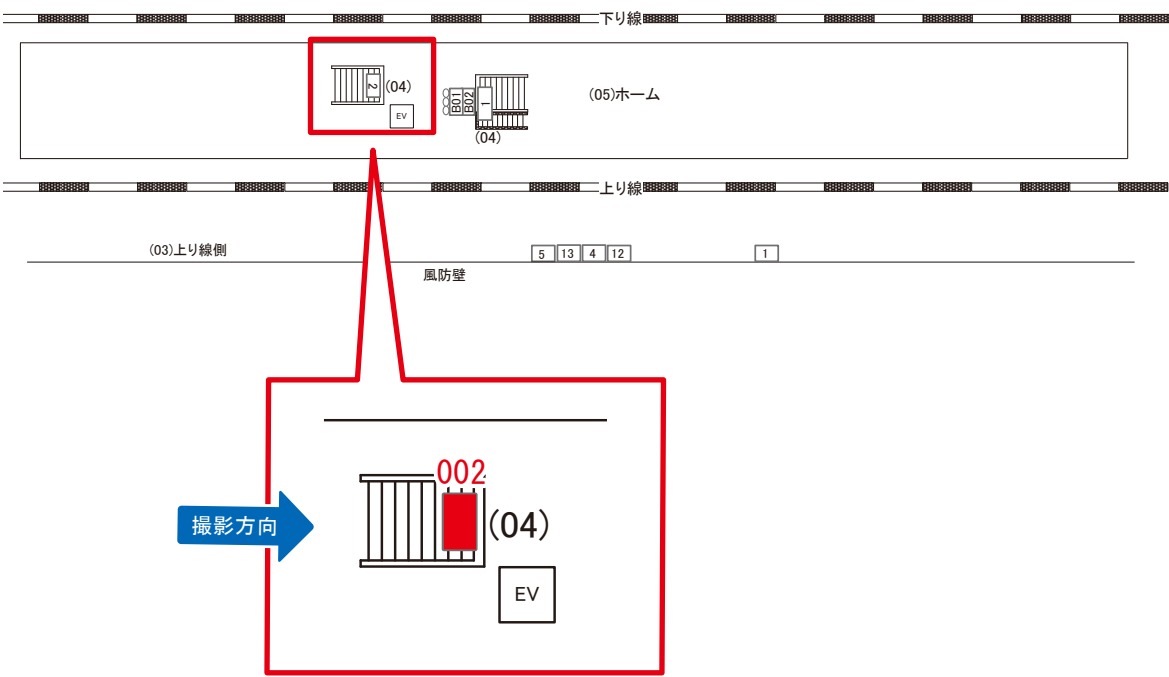 下り線
2
(04)
EV
B01
B02
1
(04)
(05)ホーム
上り線
(03)上り線側
5
13
4
12
1
風防壁
002
撮影方向
(04)
EV